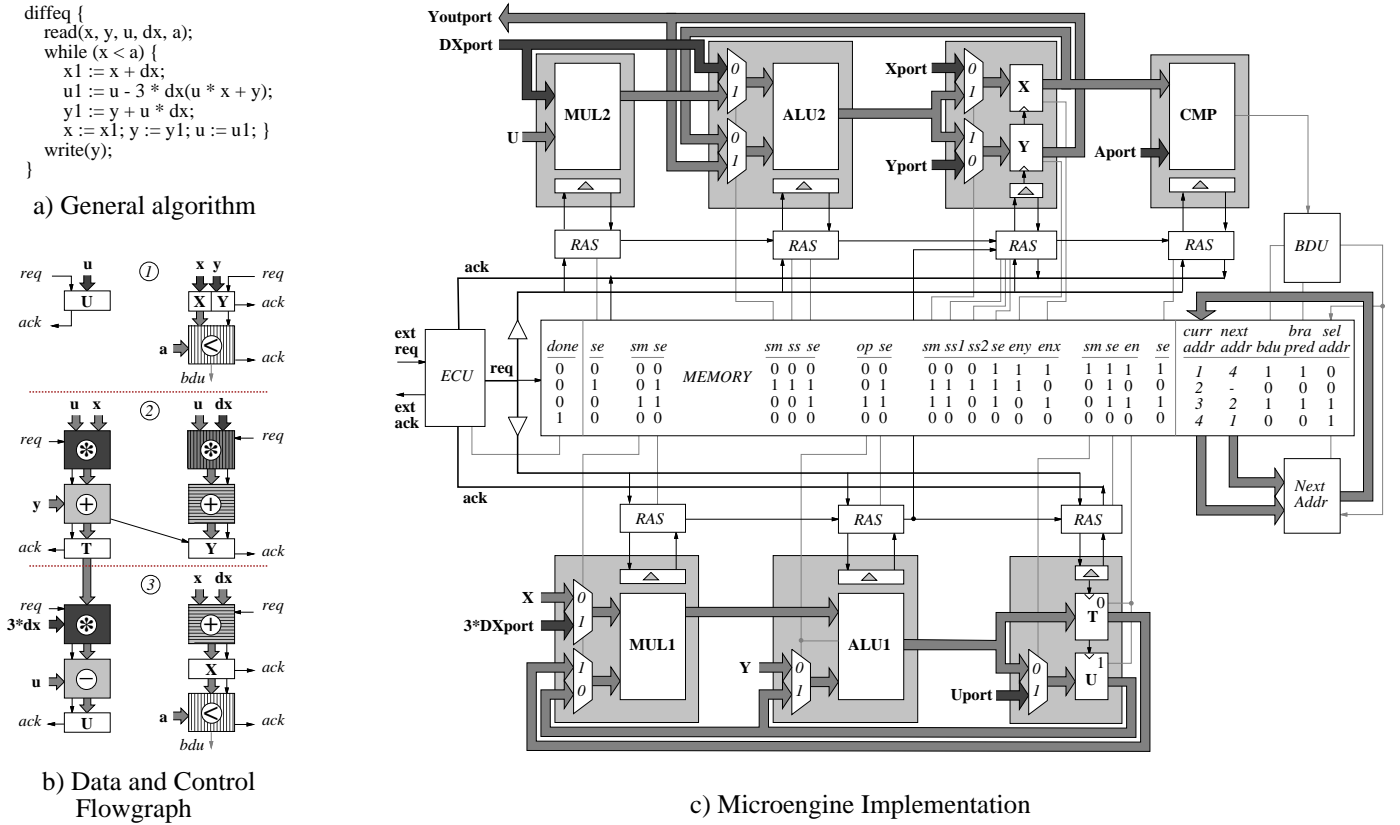 diffeq {
read(x, y, u, dx, a);
while (x < a) {
x1 := x + dx;
u1 := u - 3 * dx(u * x + y);
y1 := y + u * dx;
x := x1; y := y1; u := u1; }
write(y);
}
a) General algorithm
req u 1 x y req
U X Y ack
ack
a < ack
bdu
u x 2 u dx
req * * req
y + +
ack T Y ack
3 x dx
req req
3*dx * +
u − X ack
ack U a < ack
bdu
b) Data and Control
Flowgraph
Youtport
DXport
MUL2
U
0
1
0
1
ALU2
Xport
0
1
X
1
0
Y
Yport
CMP
Aport
RAS RAS RAS RAS
BDU
ack
ext
req
ECU
req
ext
ack
done se sm se MEMORY sm ss se op se sm ss1 ss2 se eny enx sm se en se curr addr next addr bdu bra pred sel addr
0 0 0 0 0 0 0 0 0 0 0 0 1 1 1 1 1 1 1 1 4 1 1 0
0 1 0 1 1 1 1 0 1 1 1 1 1 1 0 0 1 0 0 2 - 0 0 0
0 0 1 1 0 0 1 1 1 1 1 1 1 0 1 0 1 1 1 3 2 1 1 1
1 0 0 0 0 0 0 0 0 0 0 0 0 0 0 0 0 0 0 4 1 0 0 1
Next
Addr
ack
RAS RAS RAS
X
3*DXport
0
1
1
0
MUL1
Y
0
1
ALU1
Uport
0
1
T 0
U 1
c) Microengine Implementation